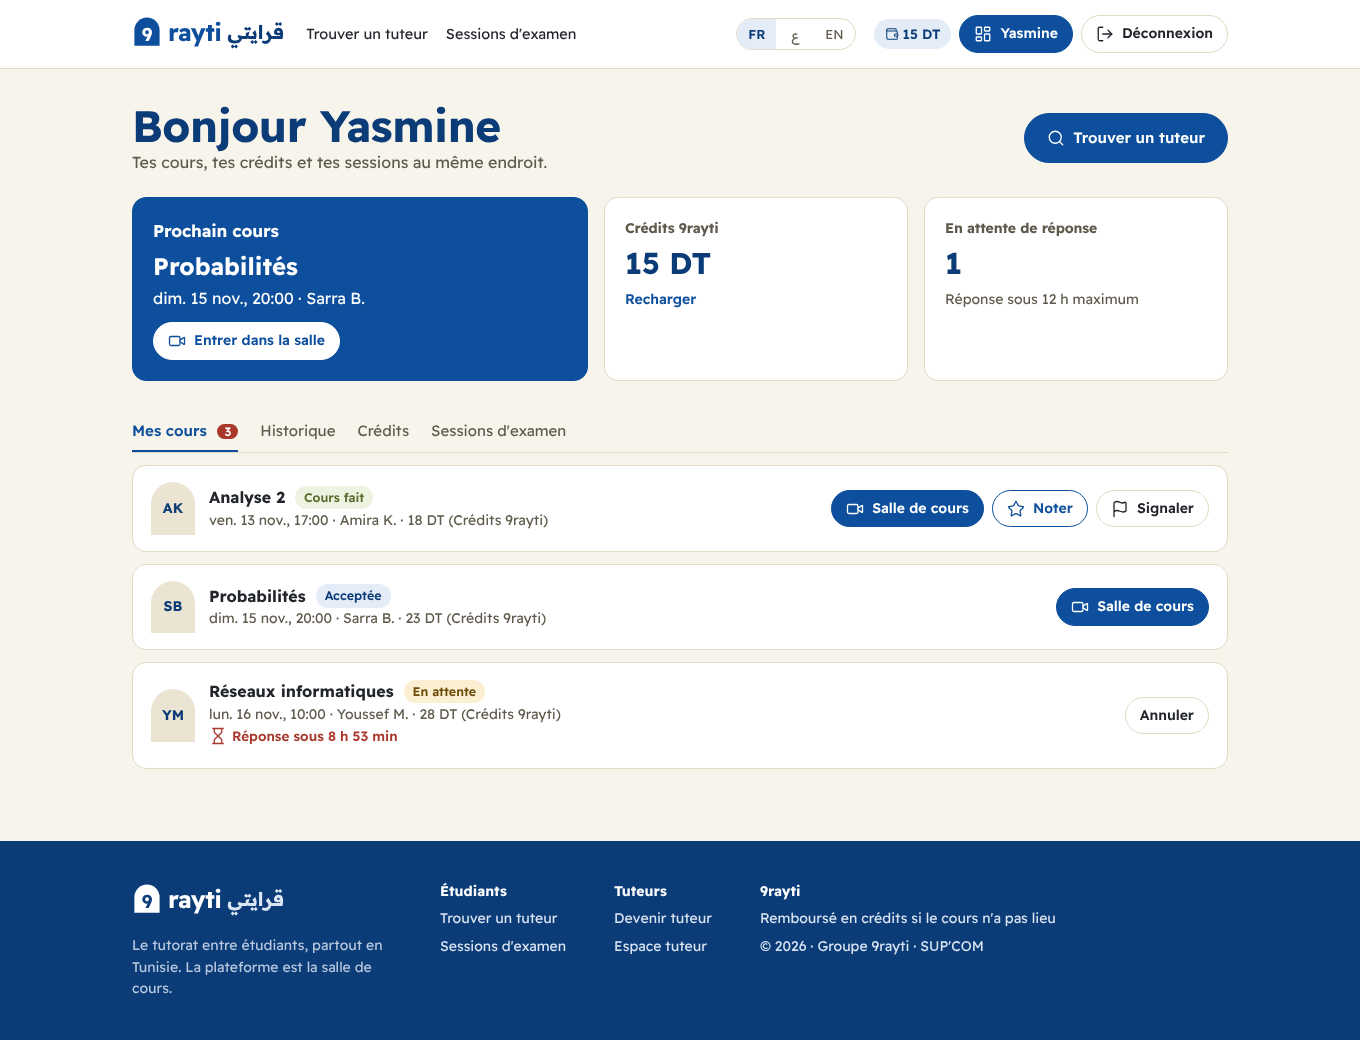 9 rayti قرايتي
Trouver un tuteur
Sessions d'examen
FR
ع
EN
15 DT
Yasmine
Déconnexion
Bonjour Yasmine
Tes cours, tes crédits et tes sessions au même endroit.
Trouver un tuteur
Prochain cours
Probabilités
dim. 15 nov., 20:00 · Sarra B.
Entrer dans la salle
Crédits 9rayti
15 DT
Recharger
En attente de réponse
1
Réponse sous 12 h maximum
Mes cours 3
Historique
Crédits
Sessions d'examen
AK
Analyse 2 Cours fait
ven. 13 nov., 17:00 · Amira K. · 18 DT (Crédits 9rayti)
Salle de cours
Noter
Signaler
SB
Probabilités Acceptée
dim. 15 nov., 20:00 · Sarra B. · 23 DT (Crédits 9rayti)
Salle de cours
YM
Réseaux informatiques En attente
lun. 16 nov., 10:00 · Youssef M. · 28 DT (Crédits 9rayti)
Réponse sous 8 h 53 min
Annuler
9 rayti قرايتي
Le tutorat entre étudiants, partout en
Tunisie. La plateforme est la salle de
cours.
Étudiants
Trouver un tuteur
Sessions d'examen
Tuteurs
Devenir tuteur
Espace tuteur
9rayti
Remboursé en crédits si le cours n'a pas lieu
© 2026 · Groupe 9rayti · SUP'COM